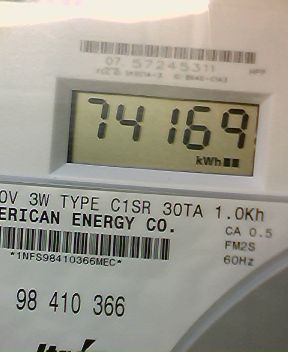 07 57245311
74169
kWh
0V 3W TYPE C1SR 30TA 1.0Kh
ERICAN ENERGY CO.
CA 0.5
FM2S
*1NFS98410366MEC*
60Hz
98 410 366